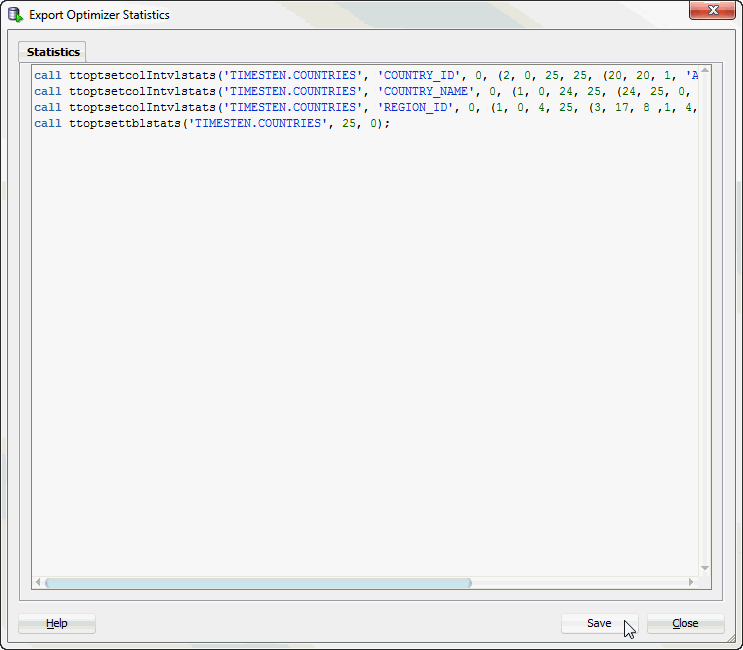 Export Optimizer Statistics
Statistics
call ttoptsetcolIntvlstats('TIMESTEN.COUNTRIES', 'COUNTRY_ID', 0, (2, 0, 25, 25, (20, 20, 1, 'A
call ttoptsetcolIntvlstats('TIMESTEN.COUNTRIES', 'COUNTRY_NAME', 0, (1, 0, 24, 25, (24, 25, 0,
call ttoptsetcolIntvlstats('TIMESTEN.COUNTRIES', 'REGION_ID', 0, (1, 0, 4, 25, (3, 17, 8 ,1, 4,
call ttoptsettblstats('TIMESTEN.COUNTRIES', 25, 0);
Help Save Close